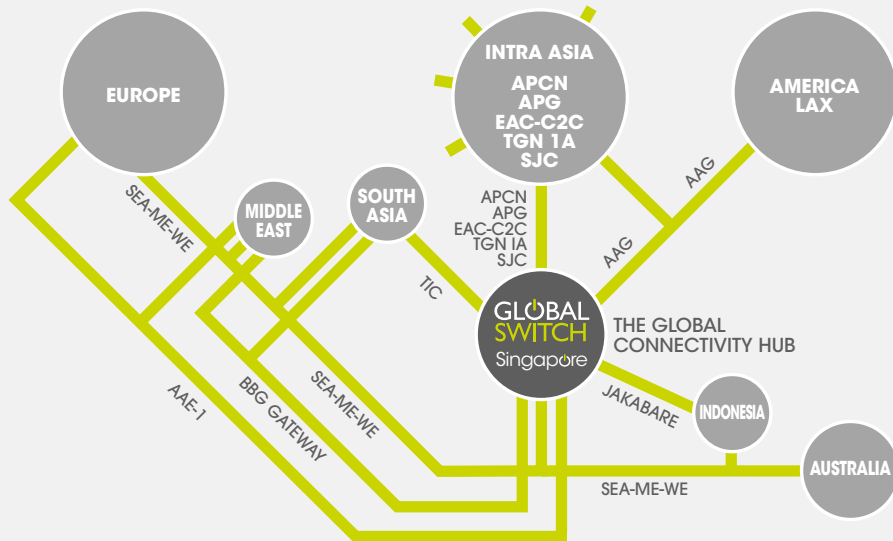 EUROPE
INTRA ASIA
APCN
APG
EAC-C2C
TGN 1A
SJC
AMERICA
LAX
SEA-ME-WE
MIDDLE
EAST
SOUTH
ASIA
APCN
APG
EAC-C2C
TGN IA
SJC
AAG
AAG
TIC
GLOBAL
SWITCH
Singapore
THE GLOBAL
CONNECTIVITY HUB
AAE-1
BBG GATEWAY
SEA-ME-WE
JAKABARE
INDONESIA
AUSTRALIA
SEA-ME-WE